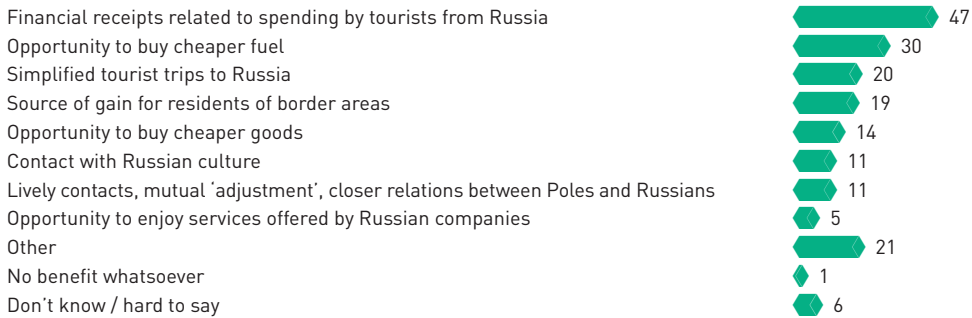 Financial receipts related to spending by tourists from Russia 47
Opportunity to buy cheaper fuel 30
Simplified tourist trips to Russia 20
Source of gain for residents of border areas 19
Opportunity to buy cheaper goods 14
Contact with Russian culture 11
Lively contacts, mutual ‘adjustment’, closer relations between Poles and Russians 11
Opportunity to enjoy services offered by Russian companies 5
Other 21
No benefit whatsoever 1
Don’t know / hard to say 6